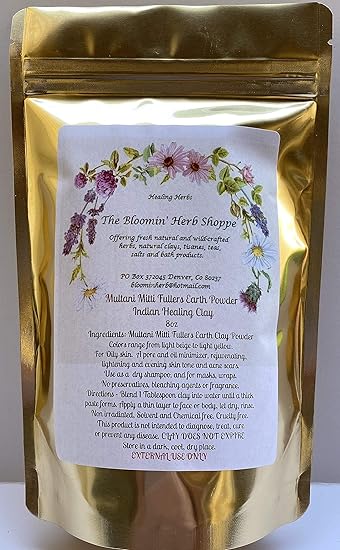 Healing Herbs
The Bloomin' Herb Shoppe
Offering fresh natural and wild-crafted
herbs, natural clays, tisanes, teas,
salts and bath products.
PO Box 372045 Denver, Co 80237
bloominherb@hotmail.com
Multani Mitti Fullers Earth Powder
Indian Healing Clay
8oz
Ingredients: Multani Mitti Fullers Earth Clay Powder
Colors range from light beige to light yellow.
For Oily skin. A pore and oil minimizer, rejuvenating,
lightening and evening skin tone and acne scars.
Use as a dry shampoo, and for masks, wraps.
No preservatives, bleaching agents or fragrance.
Directions - Blend 1 Tablespoon clay into water until a thick
paste forms. Apply a thin layer to face or body, let dry, rinse.
Non irradiated, Solvent and Chemical free. Cruelty free.
This product is not intended to diagnose, treat, cure
or prevent any disease. CLAY DOES NOT EXPIRE
Store in a dark, cool, dry place.
EXTERNAL USE ONLY